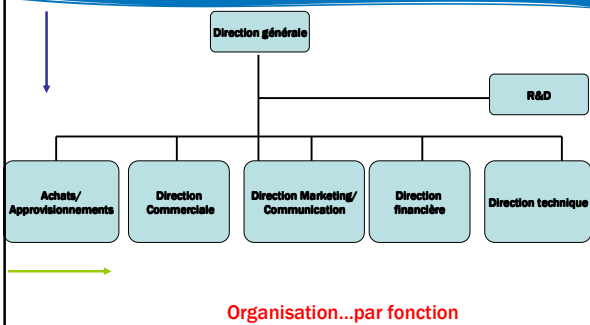 Direction générale
R&D
Achats/
Approvisionnements
Direction
Commerciale
Direction Marketing/
Communication
Direction
financière
Direction technique
Organisation...par fonction